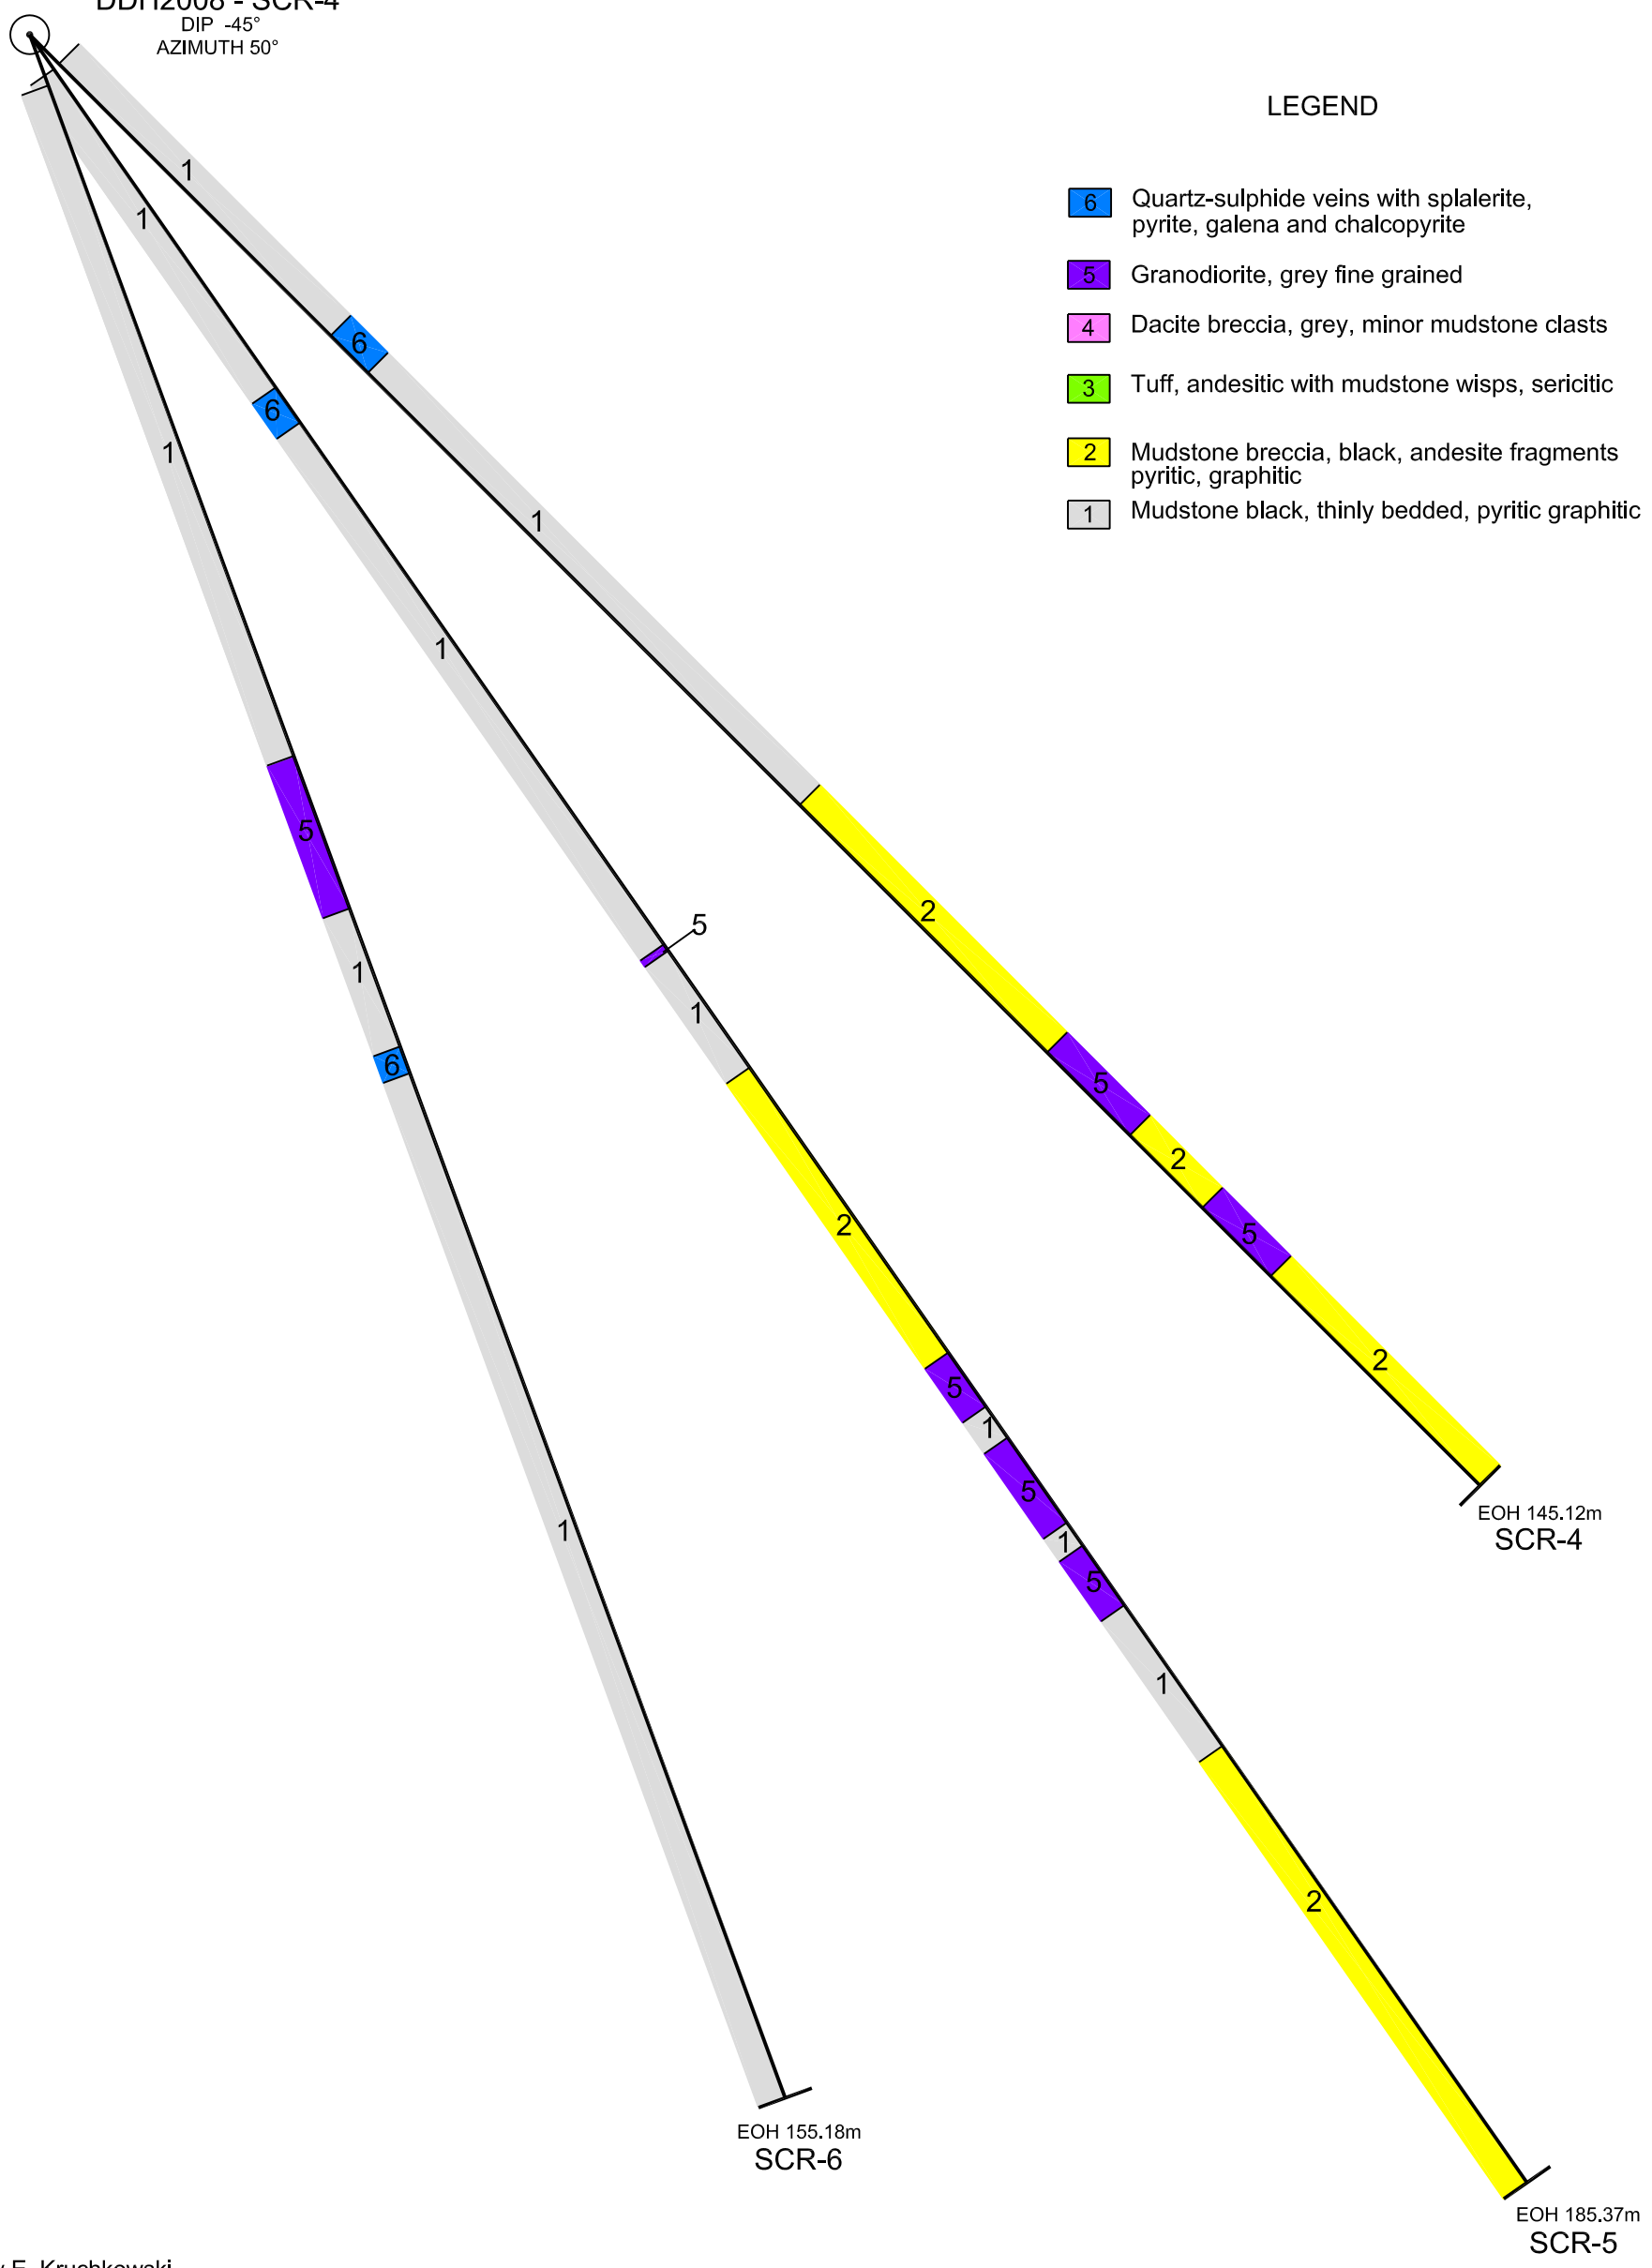 DDH2008 - SCR-4
DIP -45°
AZIMUTH 50°
LEGEND
6 Quartz-sulphide veins with splalerite,
pyrite, galena and chalcopyrite
5 Granodiorite, grey fine grained
4 Dacite breccia, grey, minor mudstone clasts
3 Tuff, andesitic with mudstone wisps, sericitic
2 Mudstone breccia, black, andesite fragments
pyritic, graphitic
1 Mudstone black, thinly bedded, pyritic graphitic
1
6
1
2
5
2
5
2
EOH 145.12m
SCR-4
1
6
1
5
1
2
5
1
5
1
5
1
2
EOH 185.37m
SCR-5
1
5
1
6
1
EOH 155.18m
SCR-6
E. Kruchkowski